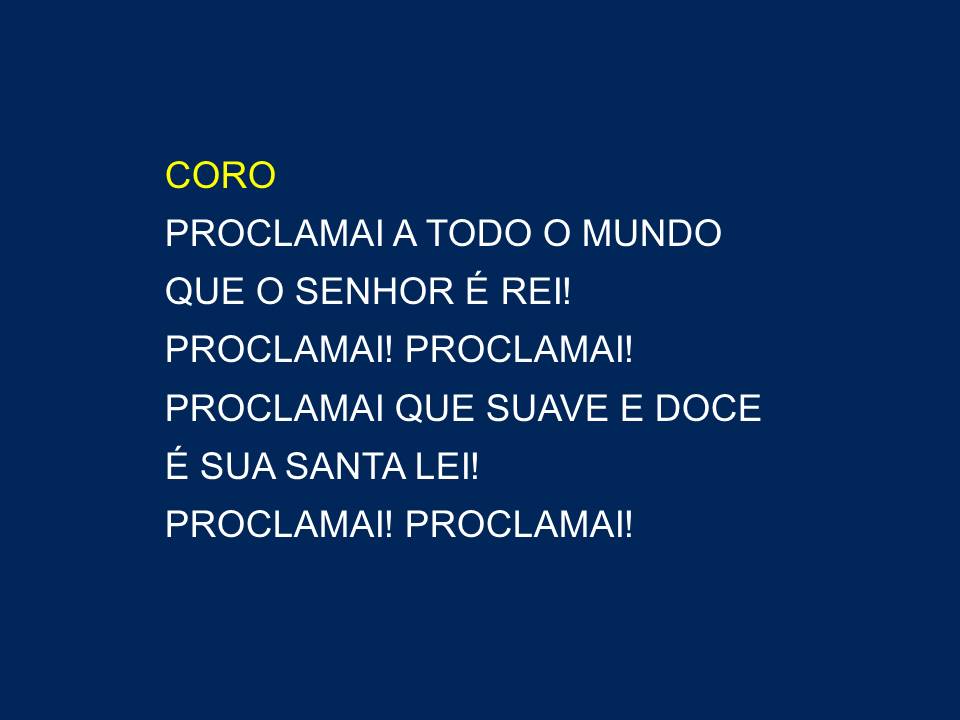 CORO
PROCLAMAI A TODO O MUNDO
QUE O SENHOR É REI!
PROCLAMAI! PROCLAMAI!
PROCLAMAI QUE SUAVE E DOCE
É SUA SANTA LEI!
PROCLAMAI! PROCLAMAI!